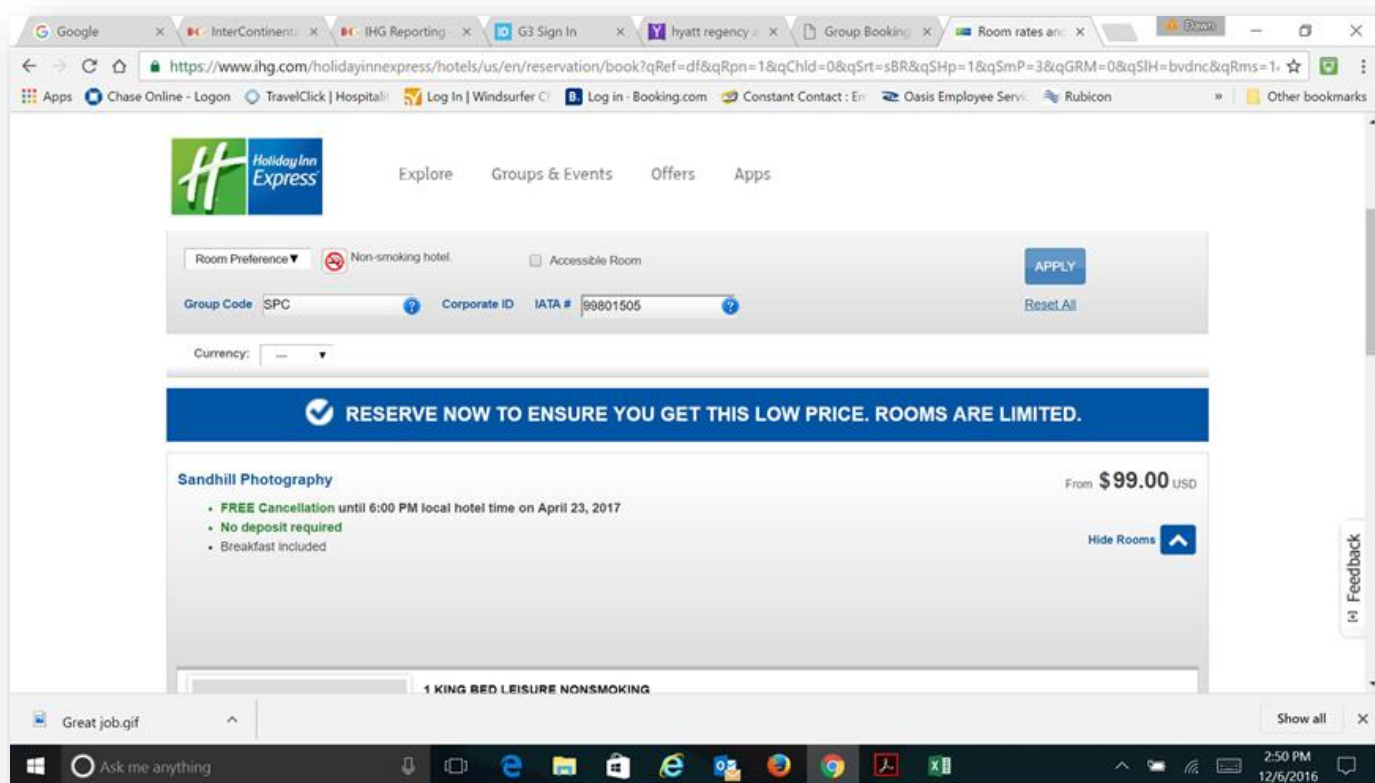 Google
InterContinent
IHG Reporting
G3 Sign In
hyatt regency
Group Booking
Room rates an
Dawn
https://www.ihg.com/holidayinnexpress/hotels/us/en/reservation/book?qRef=df&qRpn=1&qChld=0&qSrt=sBR&qSHp=1&qSmP=3&qGRM=0&qSlH=bvdnc&qRms=1
Apps Chase Online - Logon TravelClick | Hospitali Log In | Windsurfer C Log in - Booking.com Constant Contact : Em Oasis Employee Servi Rubicon » Other bookmarks
Holiday Inn
Express
Explore Groups & Events Offers Apps
Room Preference▼ Non-smoking hotel. Accessible Room
APPLY
Group Code SPC ? Corporate ID IATA # 99801505 ? Reset All
Currency: --- ▼
RESERVE NOW TO ENSURE YOU GET THIS LOW PRICE. ROOMS ARE LIMITED.
Sandhill Photography From $99.00 USD
• FREE Cancellation until 6:00 PM local hotel time on April 23, 2017
• No deposit required
• Breakfast included
Hide Rooms
[+] Feedback
1 KING BED LEISURE NONSMOKING
Great job.gif Show all
Ask me anything
2:50 PM
12/6/2016